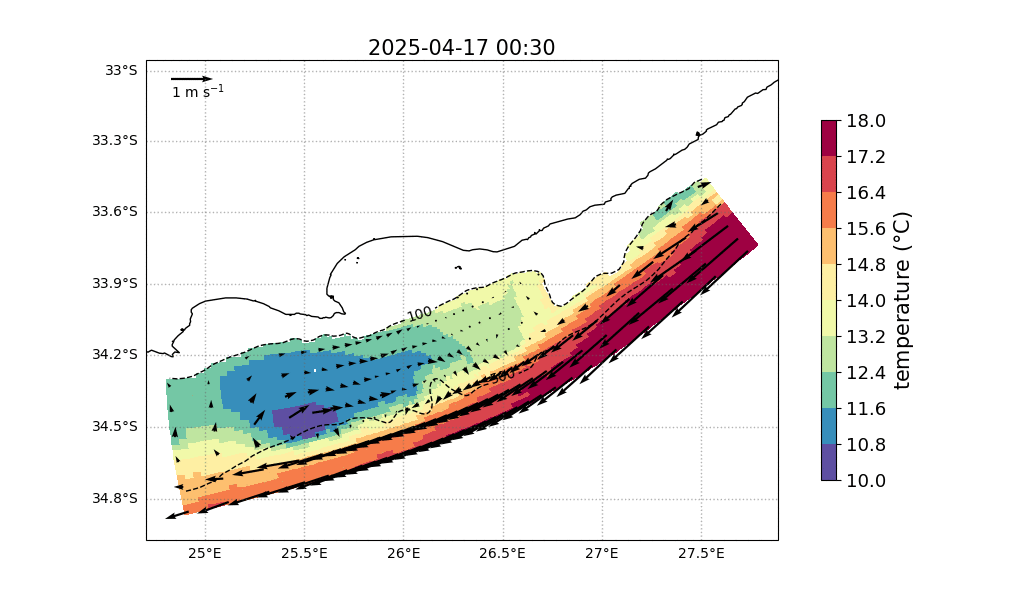 2025-04-17 00:30
1 m s⁻¹
33°S
33.3°S
33.6°S
33.9°S
34.2°S
34.5°S
34.8°S
100
500
25°E 25.5°E 26°E 26.5°E 27°E 27.5°E
18.0
17.2
16.4
15.6
14.8
14.0
13.2
12.4
11.6
10.8
10.0
temperature (°C)